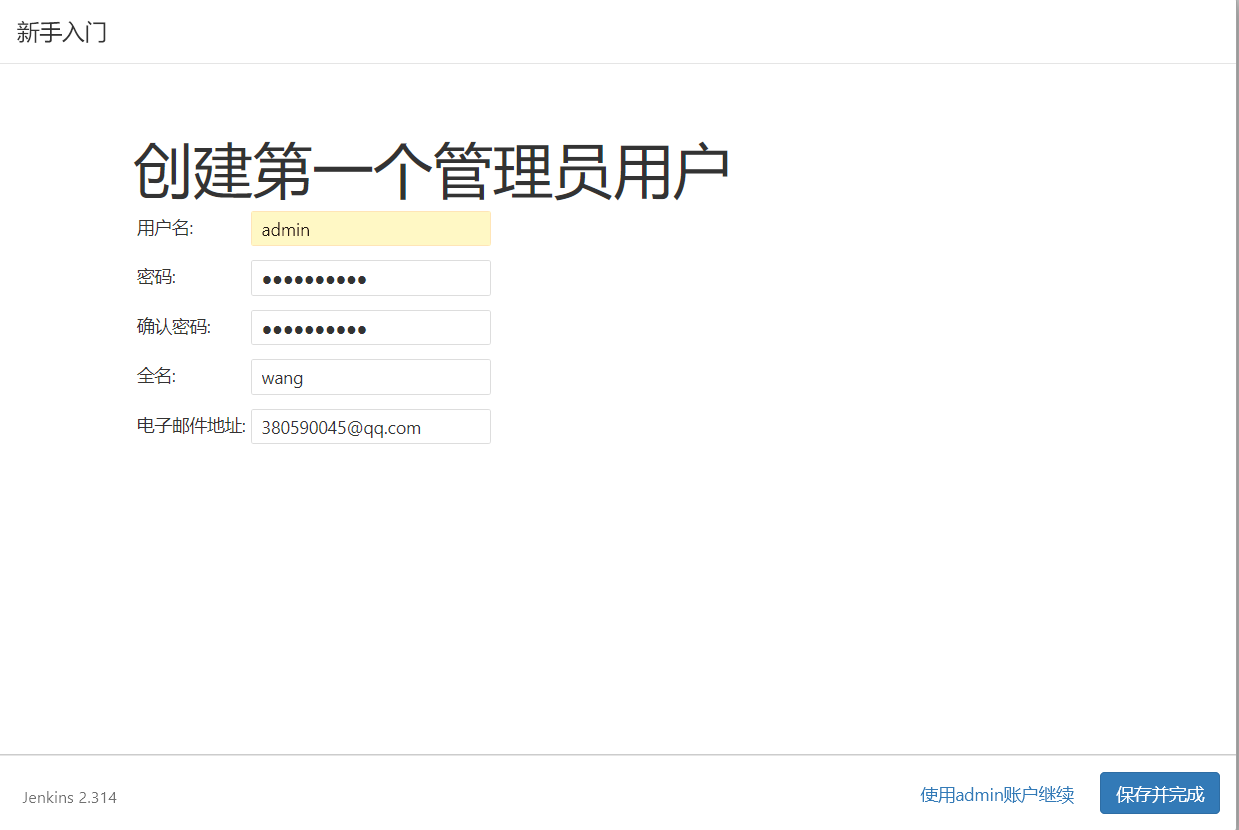 新手入门
创建第一个管理员用户
用户名: admin
密码: ●●●●●●●●●●
确认密码: ●●●●●●●●●●
全名: wang
电子邮件地址: 380590045@qq.com
Jenkins 2.314 使用admin账户继续 保存并完成